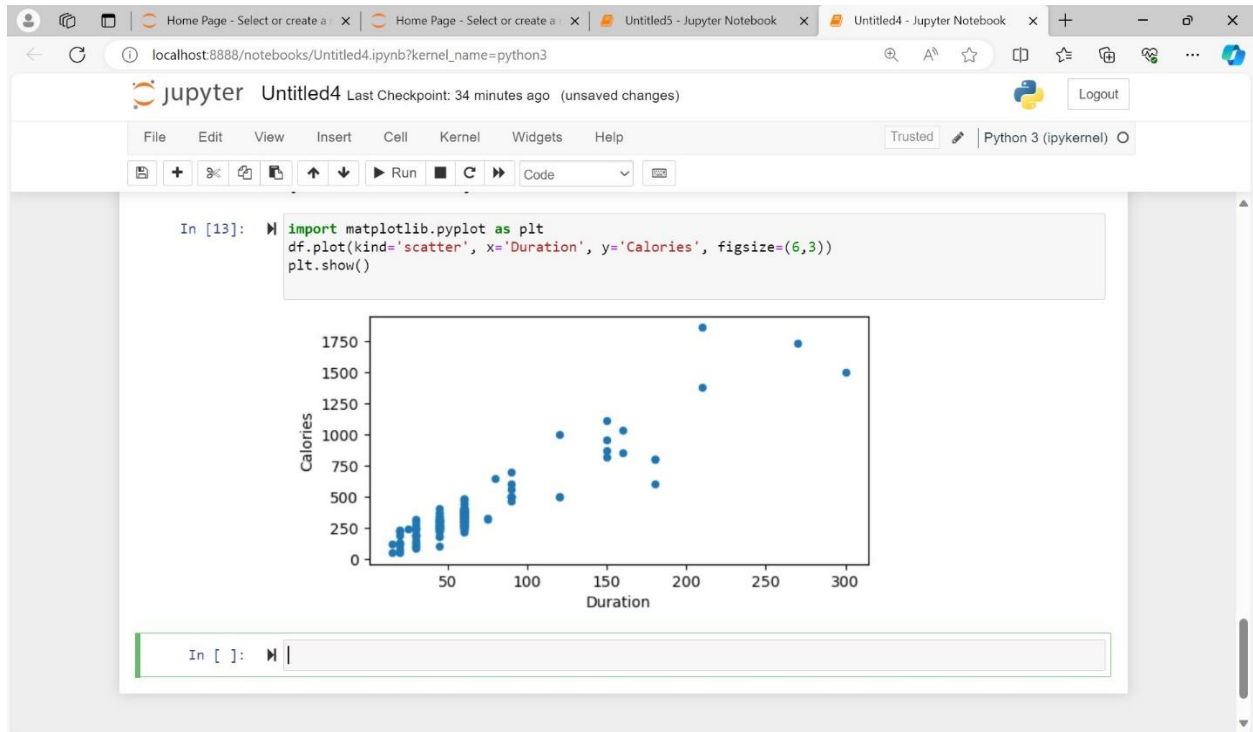 Home Page - Select or create a n
Home Page - Select or create a n
Untitled5 - Jupyter Notebook
Untitled4 - Jupyter Notebook
localhost:8888/notebooks/Untitled4.ipynb?kernel_name=python3
jupyter Untitled4 Last Checkpoint: 34 minutes ago (unsaved changes)
Logout
File Edit View Insert Cell Kernel Widgets Help
Trusted Python 3 (ipykernel)
Run Code
In [13]:
import matplotlib.pyplot as plt
df.plot(kind='scatter', x='Duration', y='Calories', figsize=(6,3))
plt.show()
1750
1500
1250
1000
750
500
250
0
Calories
50 100 150 200 250 300
Duration
In [ ]: